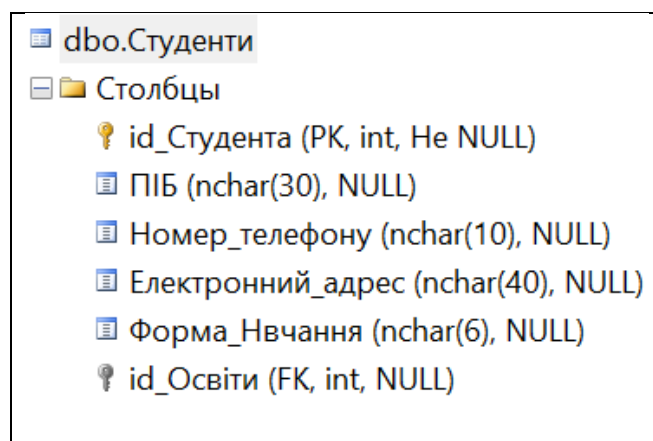 dbo.Студенти
Столбцы
id_Студента (PK, int, Не NULL)
ПІБ (nchar(30), NULL)
Номер_телефону (nchar(10), NULL)
Електронний_адрес (nchar(40), NULL)
Форма_Нвчання (nchar(6), NULL)
id_Освіти (FK, int, NULL)